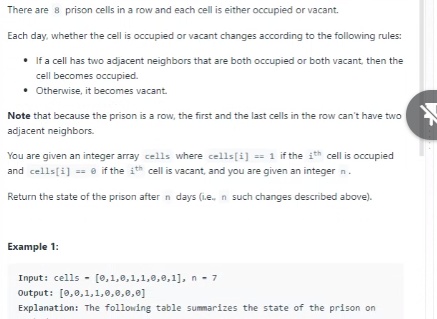 There are 8 prison cells in a row and each cell is either occupied or vacant.
Each day, whether the cell is occupied or vacant changes according to the following rules:
• If a cell has two adjacent neighbors that are both occupied or both vacant, then the
cell becomes occupied.
• Otherwise, it becomes vacant.
Note that because the prison is a row, the first and the last cells in the row can't have two
adjacent neighbors.
You are given an integer array cells where cells[i] == 1 if the ith cell is occupied
and cells[i] == 0 if the ith cell is vacant, and you are given an integer n.
Return the state of the prison after n days (i.e., n such changes described above).
Example 1:
Input: cells = [0,1,0,1,1,0,0,1], n = 7
Output: [0,0,1,1,0,0,0,0]
Explanation: The following table summarizes the state of the prison on